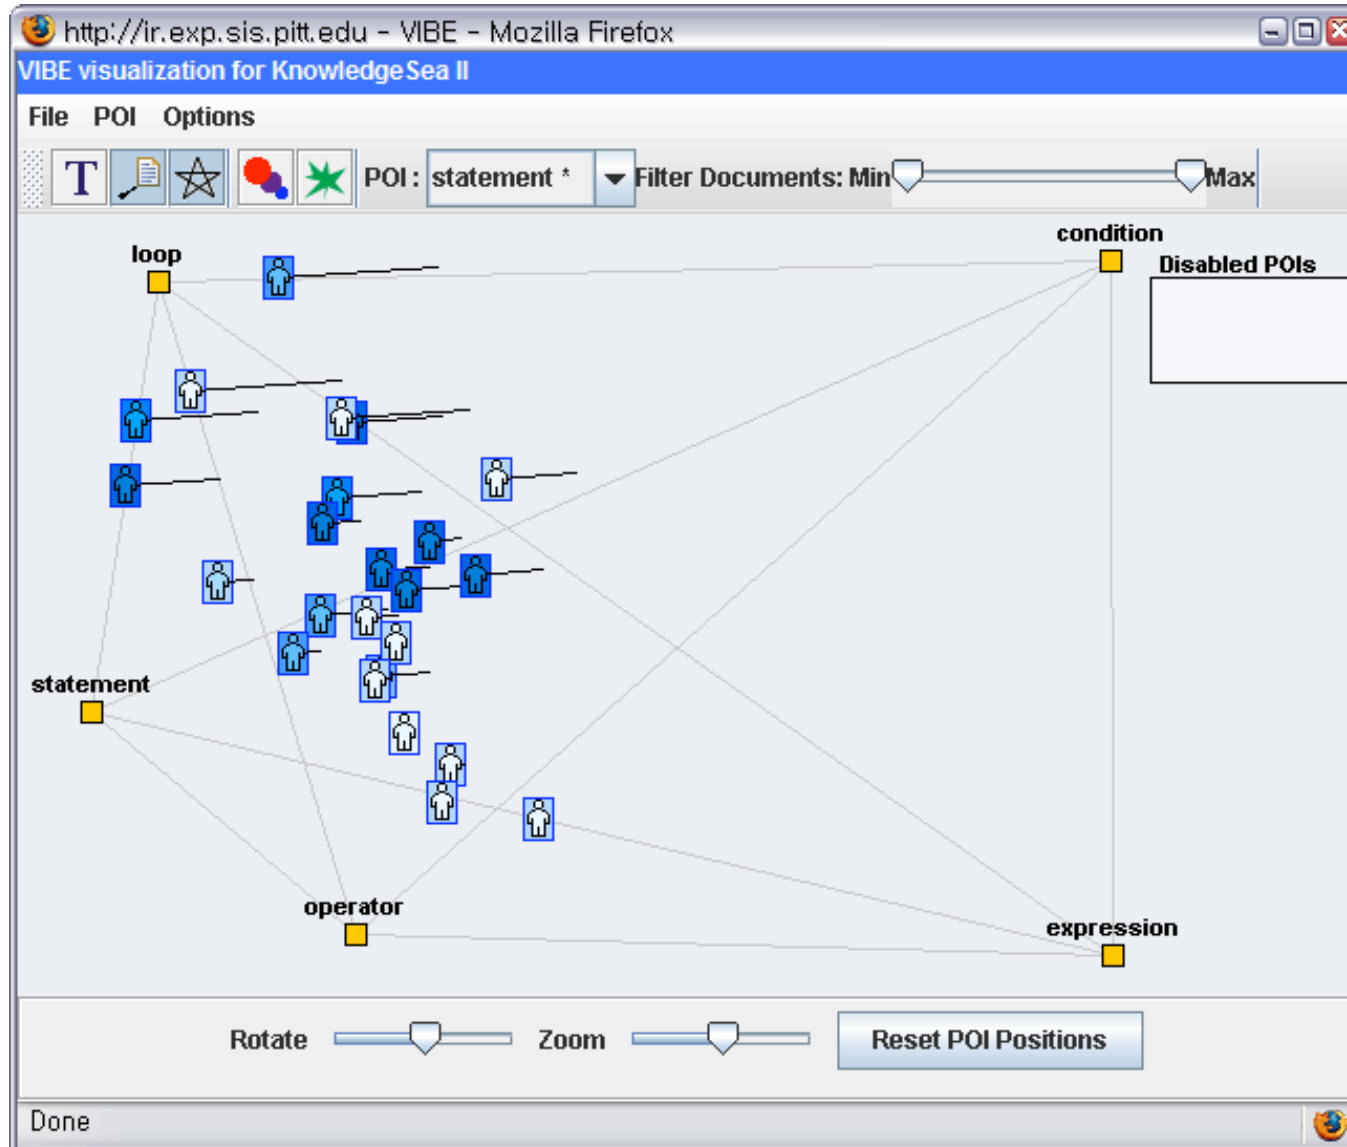 http://ir.exp.sis.pitt.edu - VIBE - Mozilla Firefox
VIBE visualization for KnowledgeSea II
File POI Options
T POI : statement * Filter Documents: Min Max
loop
condition
Disabled POIs
statement
operator
expression
Rotate Zoom Reset POI Positions
Done